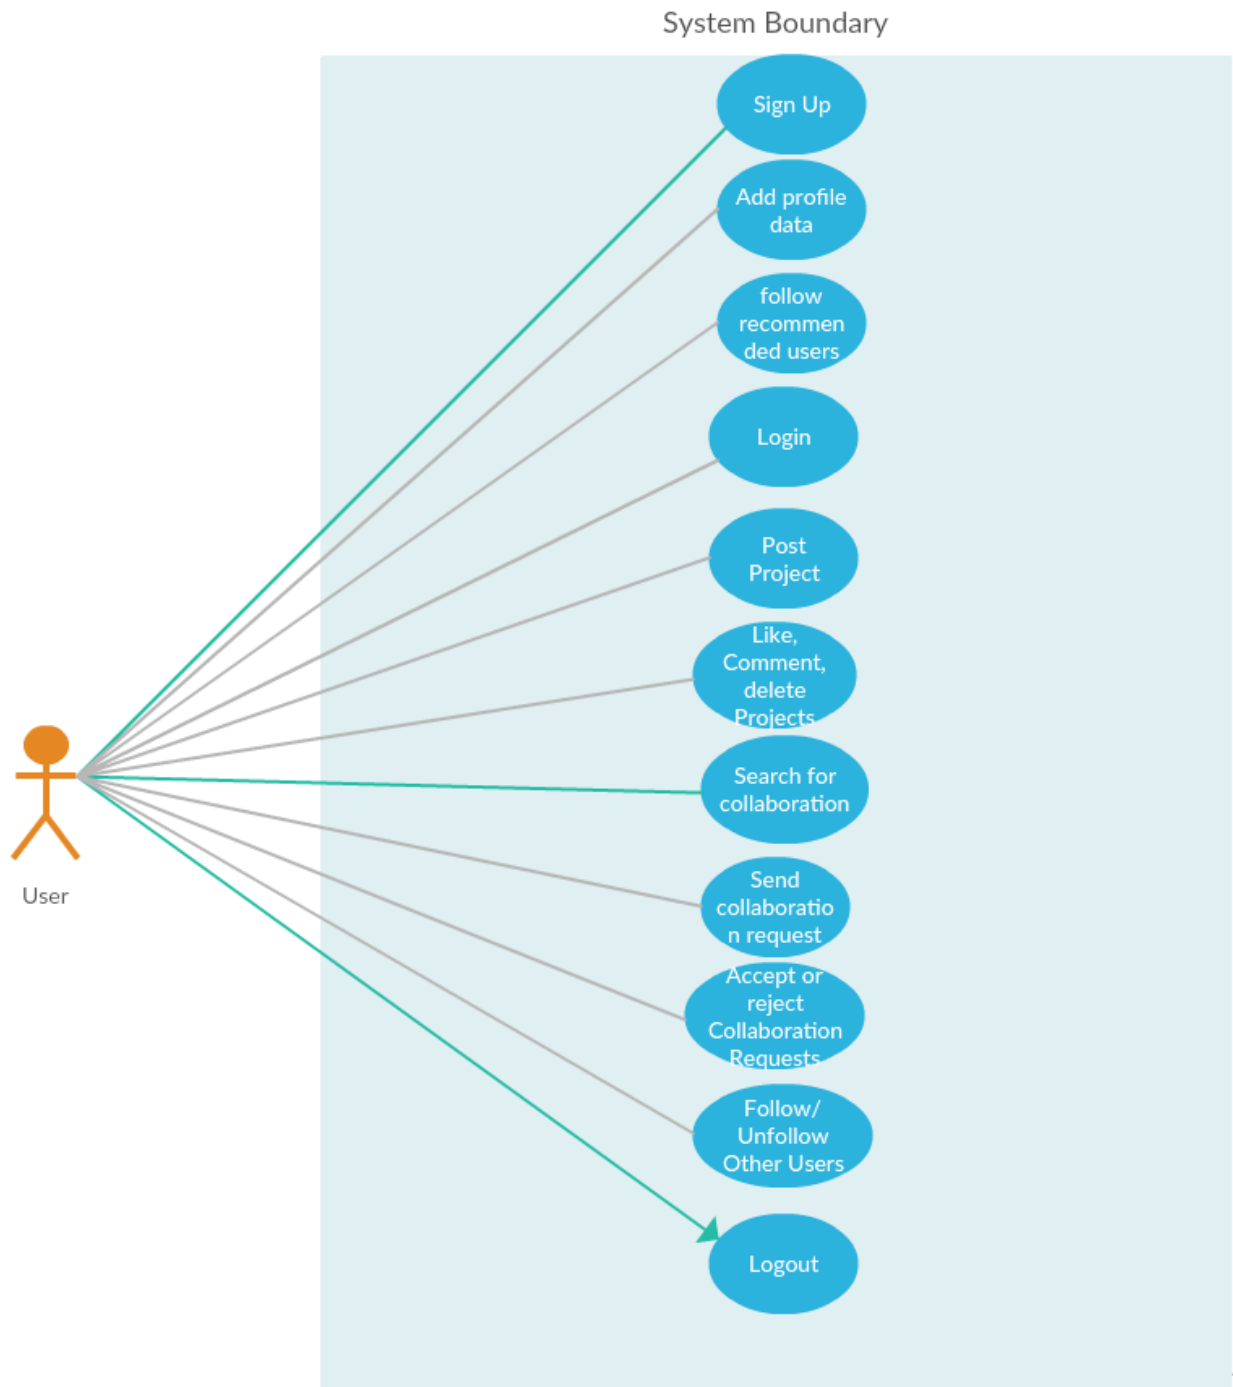 System Boundary
Sign Up
Add profile
data
follow
recommen
ded users
Login
Post
Project
Like,
Comment,
delete
Projects
Search for
collaboration
User
Send
collaboratio
n request
Accept or
reject
Collaboration
Requests
Follow/
Unfollow
Other Users
Logout